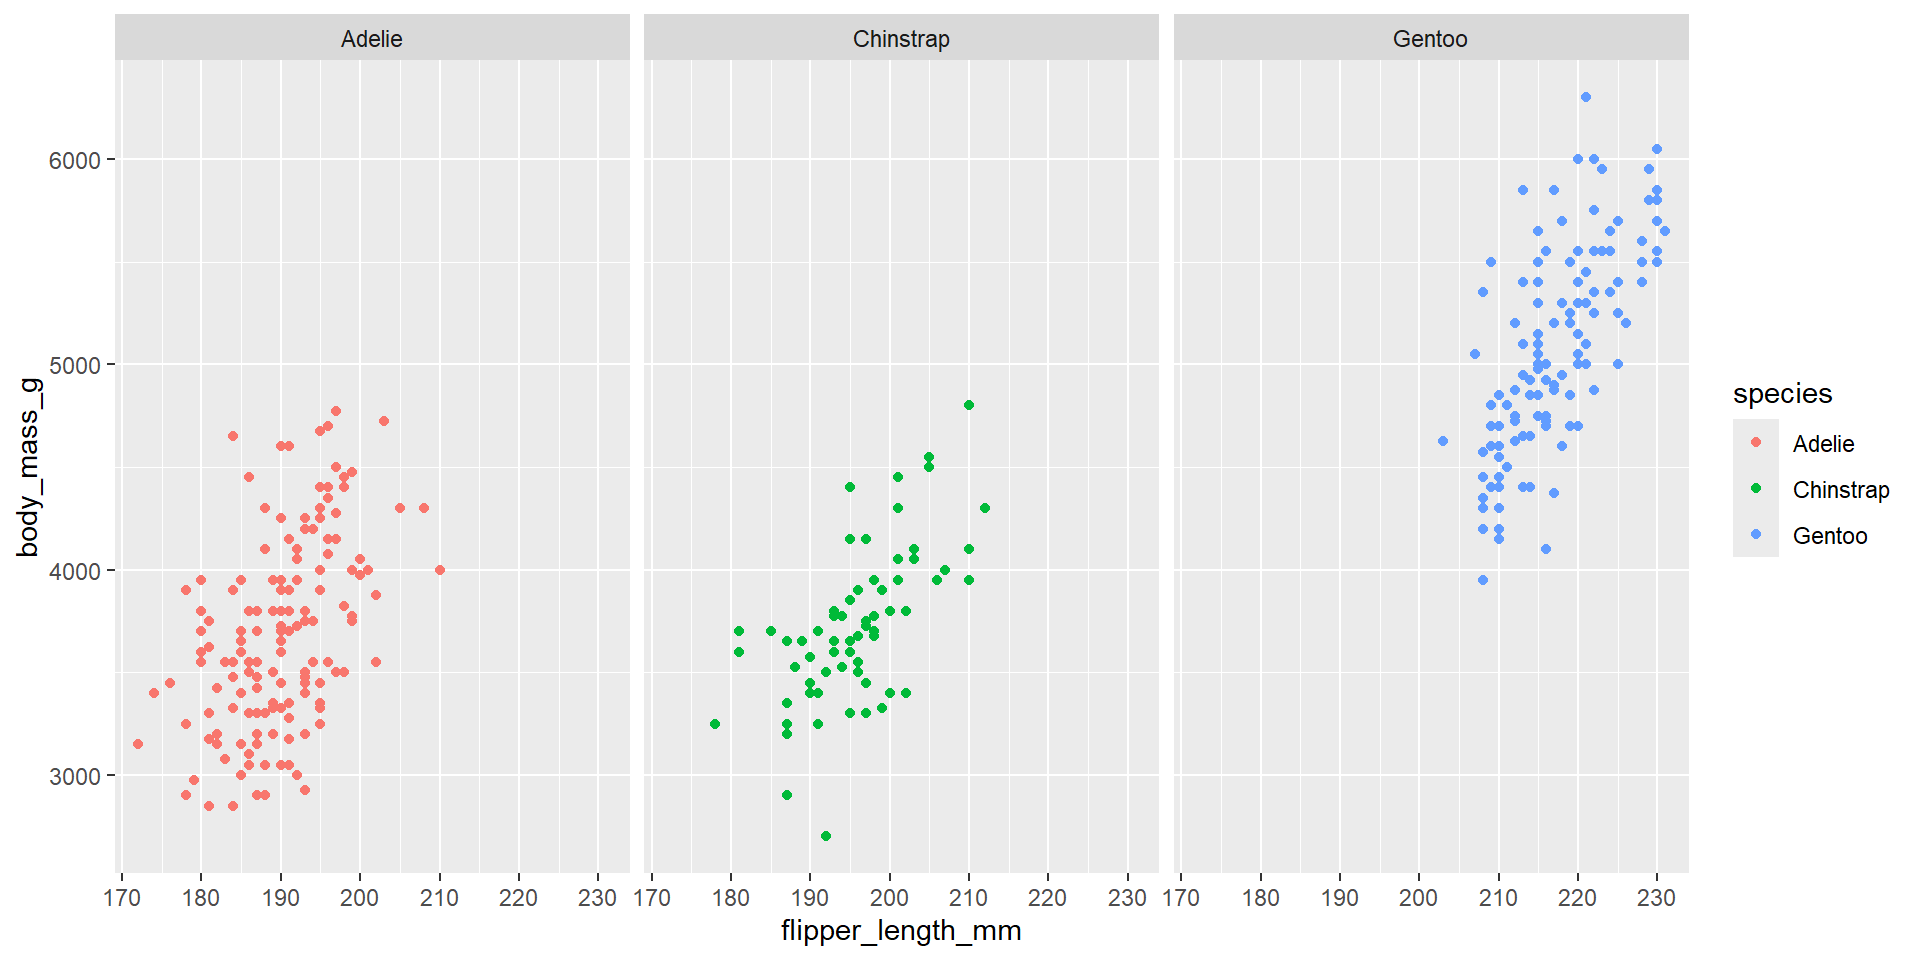 Adelie
Chinstrap
Gentoo
6000
5000
4000
3000
body_mass_g
170 180 190 200 210 220 230
170 180 190 200 210 220 230
170 180 190 200 210 220 230
flipper_length_mm
species
Adelie
Chinstrap
Gentoo